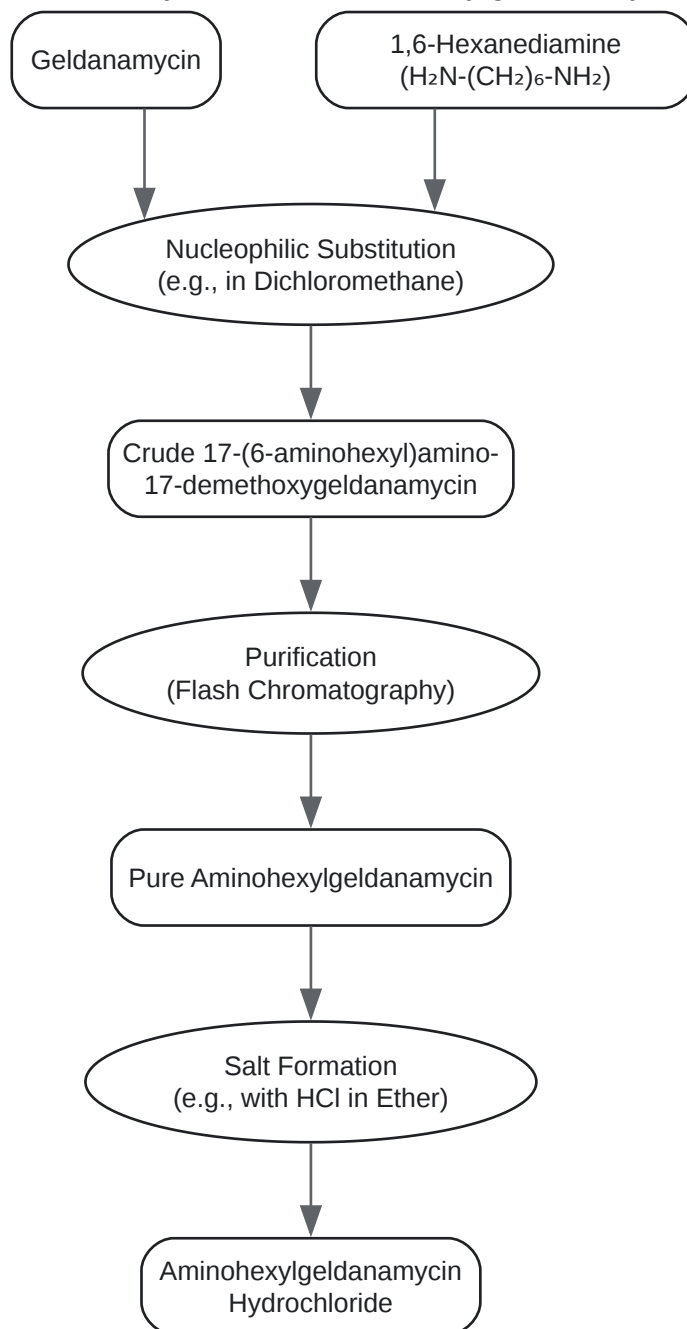 Geldanamycin
1,6-Hexanediamine
(H₂N-(CH₂)₆-NH₂)
Nucleophilic Substitution
(e.g., in Dichloromethane)
Crude 17-(6-aminohexyl)amino-
17-demethoxygeldanamycin
Purification
(Flash Chromatography)
Pure Aminohexylgeldanamycin
Salt Formation
(e.g., with HCl in Ether)
Aminohexylgeldanamycin
Hydrochloride